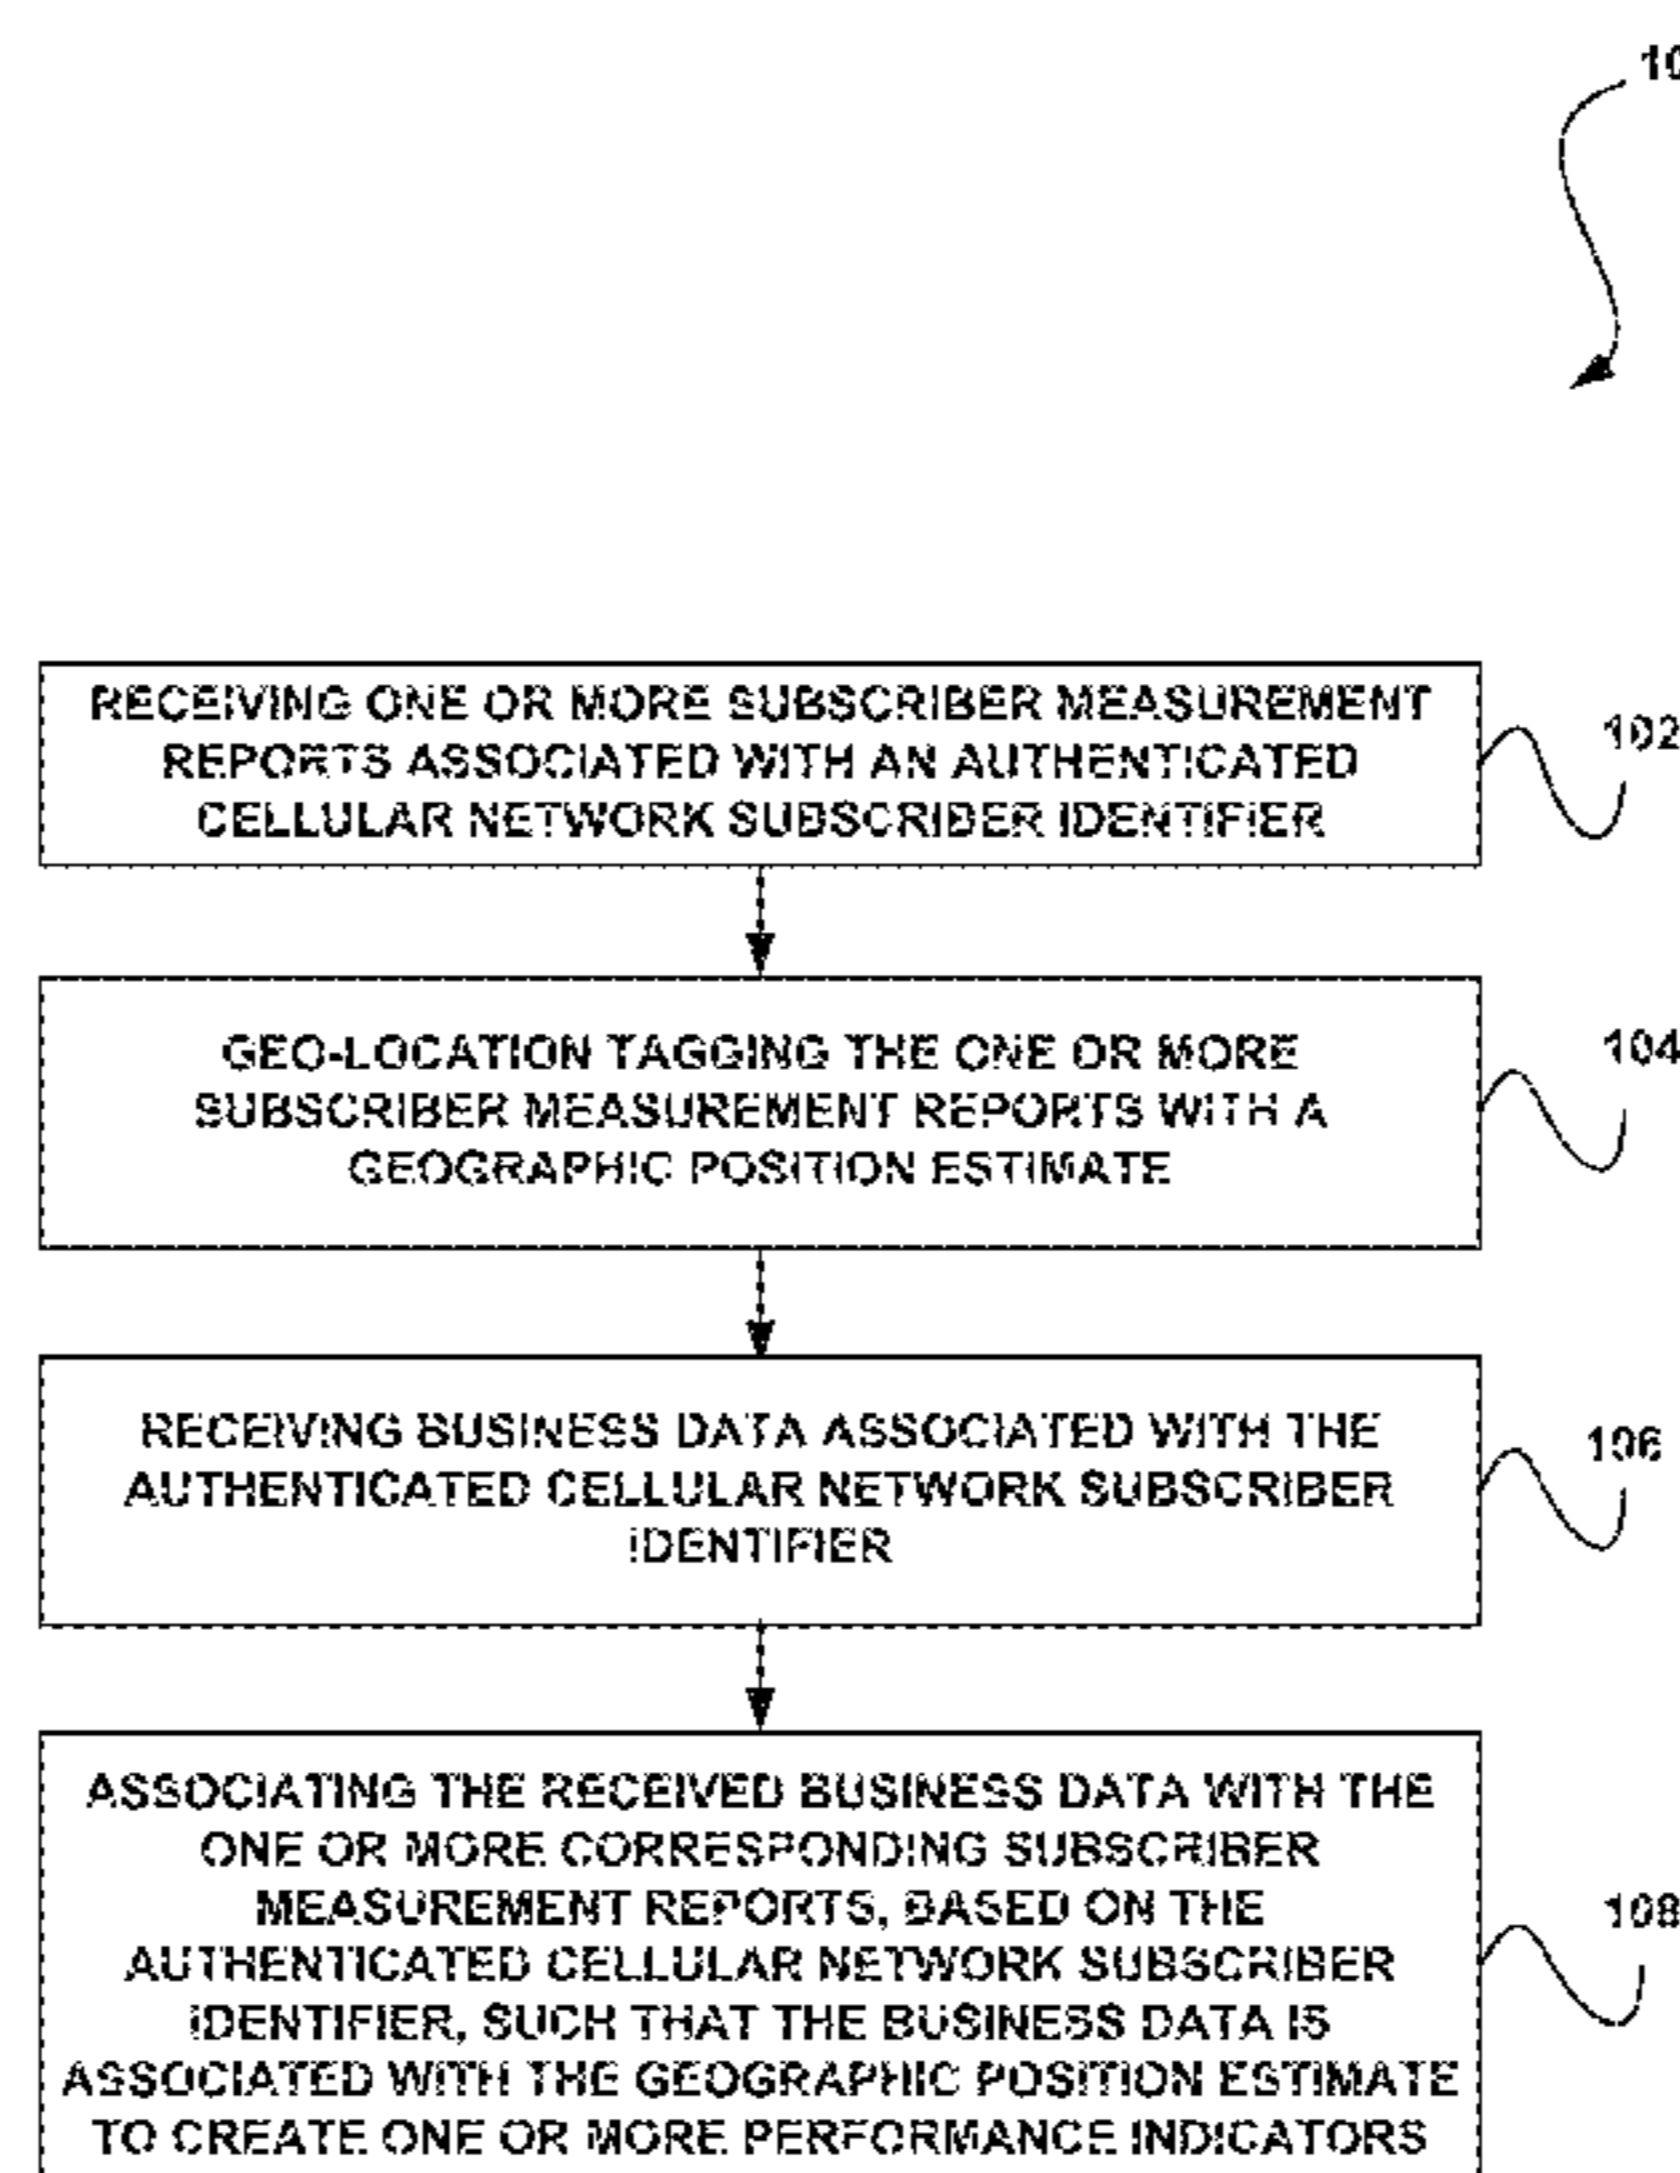 10
RECEIVING ONE OR MORE SUBSCRIBER MEASUREMENT
REPORTS ASSOCIATED WITH AN AUTHENTICATED
CELLULAR NETWORK SUBSCRIBER IDENTIFIER
102
GEO-LOCATION TAGGING THE ONE OR MORE
SUBSCRIBER MEASUREMENT REPORTS WITH A
GEOGRAPHIC POSITION ESTIMATE
104
RECEIVING BUSINESS DATA ASSOCIATED WITH THE
AUTHENTICATED CELLULAR NETWORK SUBSCRIBER
IDENTIFIER
106
ASSOCIATING THE RECEIVED BUSINESS DATA WITH THE
ONE OR MORE CORRESPONDING SUBSCRIBER
MEASUREMENT REPORTS, BASED ON THE
AUTHENTICATED CELLULAR NETWORK SUBSCRIBER
IDENTIFIER, SUCH THAT THE BUSINESS DATA IS
ASSOCIATED WITH THE GEOGRAPHIC POSITION ESTIMATE
TO CREATE ONE OR MORE PERFORMANCE INDICATORS
108